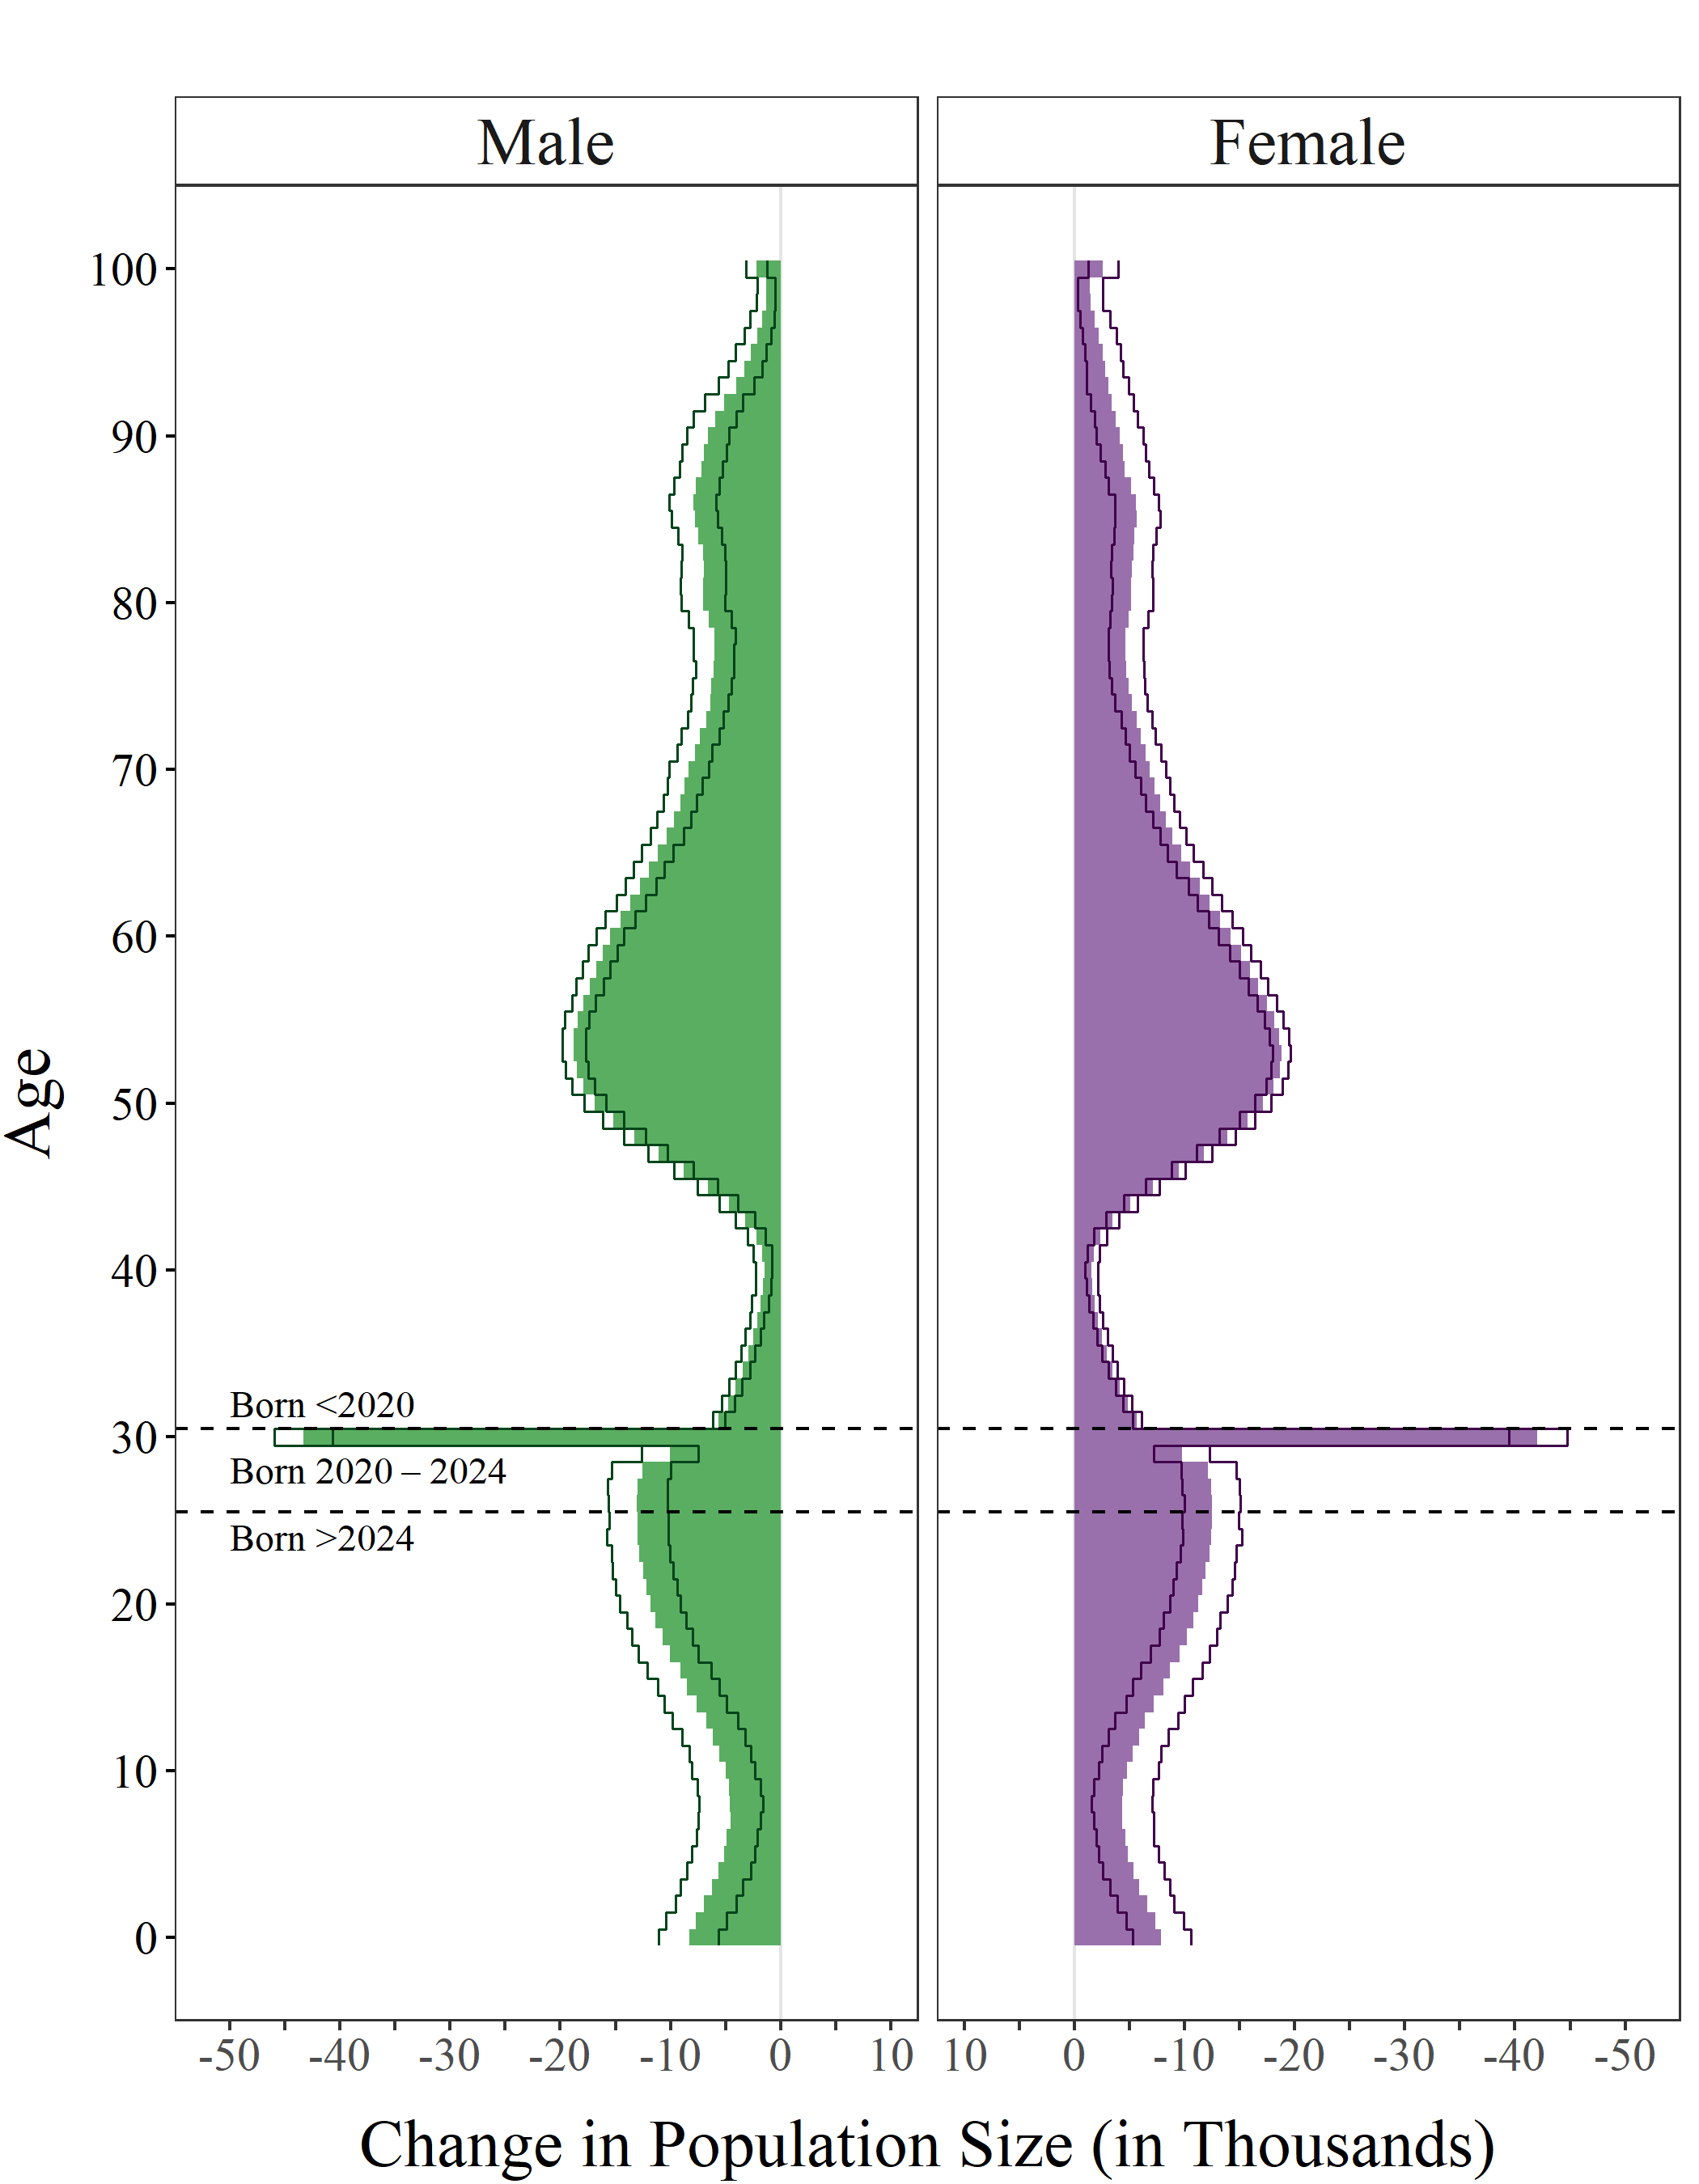 Male
Female
Age
100
90
80
70
60
50
40
30
20
10
0
Born <2020
Born 2020 – 2024
Born >2024
-50 -40 -30 -20 -10 0 10
10 0 -10 -20 -30 -40 -50
Change in Population Size (in Thousands)